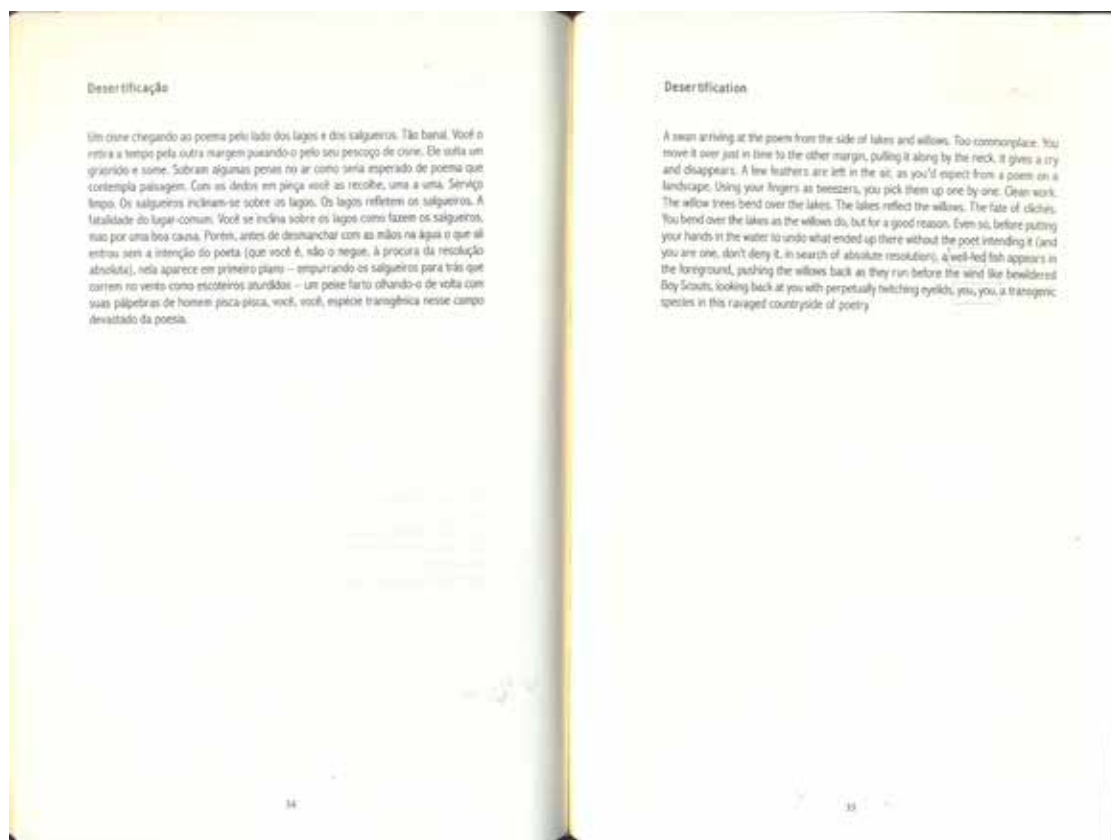 Desertificação
Um cisne chegando ao poema pelo lado dos lagos e dos salgueiros. Tão banal. Você o
retira a tempo pela outra margem puxando-o pelo seu pescoço de cisne. Ele solta um
grasnido e some. Sobram algumas penas no ar como seria esperado de poema que
contempla paisagem. Com os dedos em pinça você as recolhe, uma a uma. Serviço
limpo. Os salgueiros inclinam-se sobre os lagos. Os lagos refletem os salgueiros. A
fatalidade do lugar-comum. Você se inclina sobre os lagos como fazem os salgueiros,
mas por uma boa causa. Porém, antes de desmanchar com as mãos na água o que ali
entrou sem a intenção do poeta (que você é, não o negue, à procura da resolução
absoluta), nela aparece em primeiro plano – empurrando os salgueiros para trás que
correm no vento como escoteiros aturdidos – um peixe farto olhando-o de volta com
suas pálpebras de homem pisca-pisca, você, você, espécie transgênica nesse campo
devastado da poesia.
34
Desertification
A swan arriving at the poem from the side of lakes and willows. Too commonplace. You
move it over just in time to the other margin, pulling it along by the neck, it gives a cry
and disappears. A few feathers are left in the air, as you'd expect from a poem on a
landscape. Using your fingers as tweezers, you pick them up one by one. Clean work.
The willow trees bend over the lakes. The lakes reflect the willows. The fate of clichés.
You bend over the lakes as the willows do, but for a good reason. Even so, before putting
your hands in the water to undo what ended up there without the poet intending it (and
you are one, don't deny it, in search of absolute resolution), a well-fed fish appears in
the foreground, pushing the willows back as they run before the wind like bewildered
Boy Scouts, looking back at you with perpetually twitching eyelids, you, you, a transgenic
species in this ravaged countryside of poetry.
35